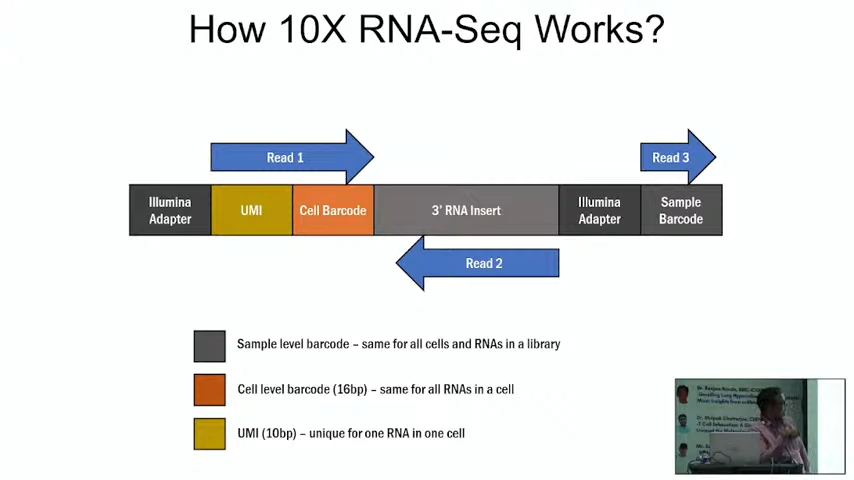 How 10X RNA-Seq Works?
Read 1
Read 3
Illumina
Adapter
UMI
Cell Barcode
3' RNA Insert
Illumina
Adapter
Sample
Barcode
Read 2
Sample level barcode – same for all cells and RNAs in a library
Cell level barcode (16bp) – same for all RNAs in a cell
UMI (10bp) – unique for one RNA in one cell